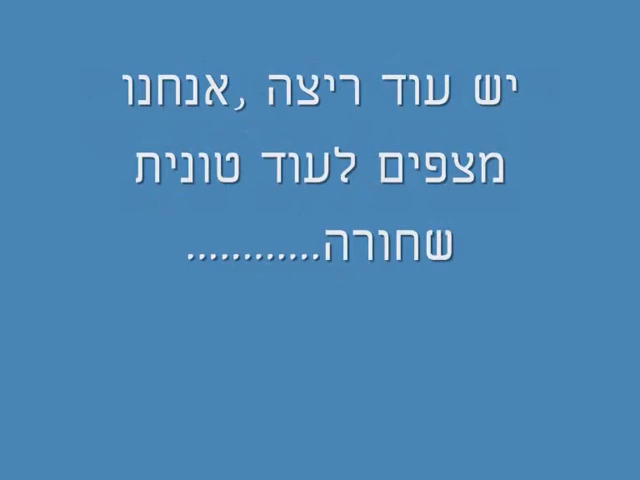 יש עוד ריצה ,אנחנו
מצפים לעוד טונית
שחורה............